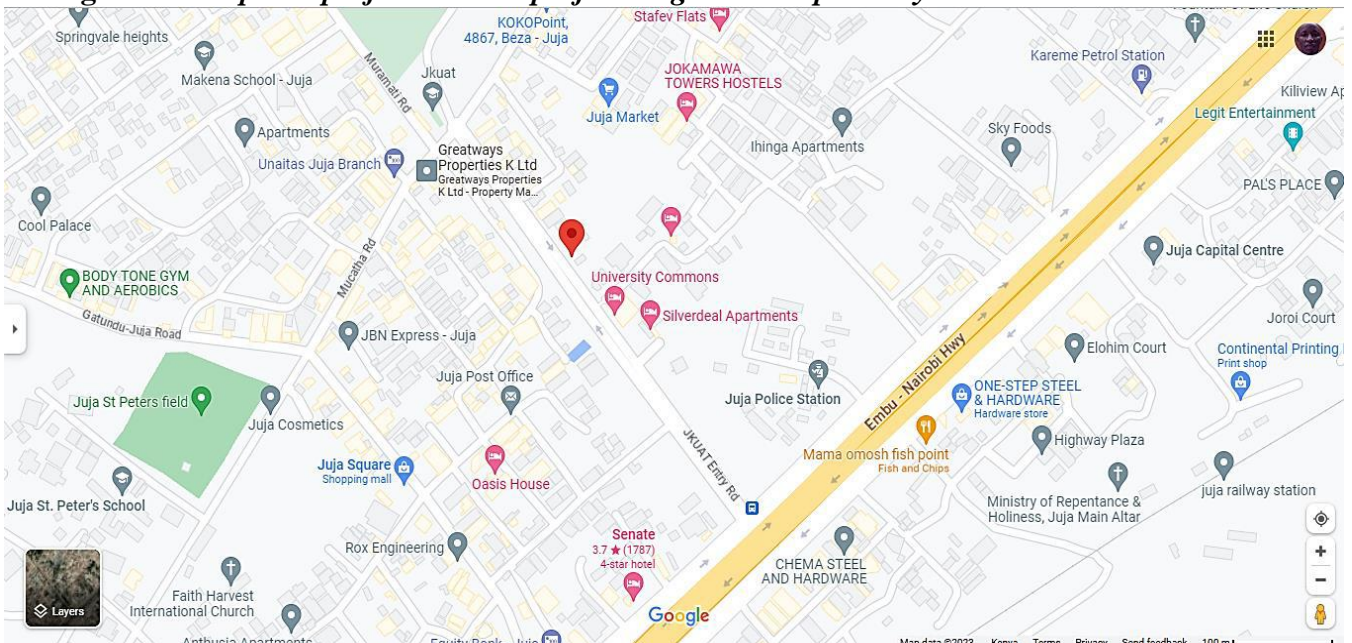 Springvale heights
KOKOPoint,
4867, Beza - Juja
Stafev Flats
Kareme Petrol Station
Makena School - Juja
Muramati Rd
Jkuat
JOKAMAWA
TOWERS HOSTELS
Juja Market
Kiliview
Legit Entertainment
Apartments
Unaitas Juja Branch
Greatways
Properties K Ltd
Greatways Properties
K Ltd - Property Ma...
Ihinga Apartments
Sky Foods
PAL'S PLACE
Cool Palace
Mucatha Rd
Juja Capital Centre
BODY TONE GYM
AND AEROBICS
University Commons
Silverdeal Apartments
Gatundu-Juja Road
JBN Express - Juja
Joroi Court
Embu - Nairobi Hwy
Elohim Court
Continental Printing
Print shop
Juja Post Office
Juja Police Station
ONE-STEP STEEL
& HARDWARE
Hardware store
Juja St Peters field
Juja Cosmetics
JKUAT Entry Rd
Mama omosh fish point
Fish and Chips
Highway Plaza
Juja Square
Shopping mall
Oasis House
Juja St. Peter's School
Ministry of Repentance &
Holiness, Juja Main Altar
juja railway station
Rox Engineering
Senate
3.7 ★ (1787)
4-star hotel
CHEMA STEEL
AND HARDWARE
Faith Harvest
International Church
Layers
Google